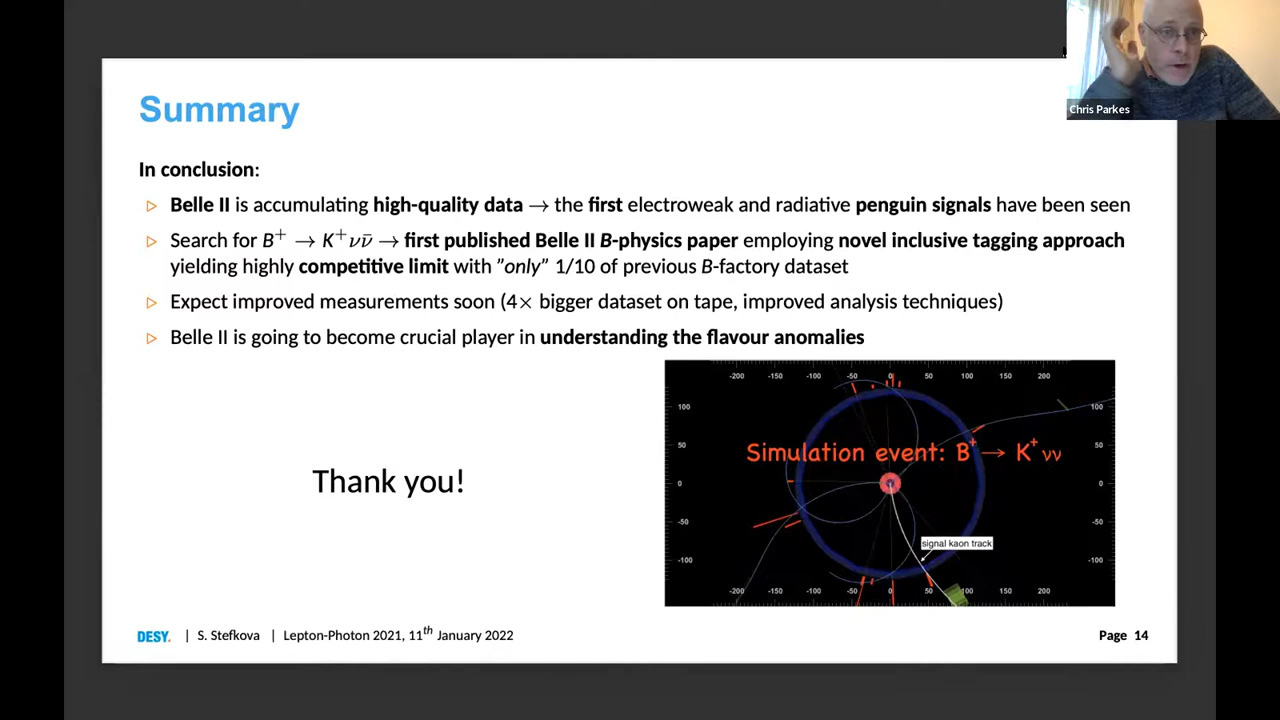 Chris Parkes
Summary
In conclusion:
▷ Belle II is accumulating high-quality data → the first electroweak and radiative penguin signals have been seen
▷ Search for B⁺ → K⁺νν̄ → first published Belle II B-physics paper employing novel inclusive tagging approach
yielding highly competitive limit with ”only” 1/10 of previous B-factory dataset
▷ Expect improved measurements soon (4× bigger dataset on tape, improved analysis techniques)
▷ Belle II is going to become crucial player in understanding the flavour anomalies
-200 -150 -100 -50 0 50 100 150 200
100 100
50 50
Simulation event: B⁺ → K⁺ νν
0 0
Thank you!
-50 -50
signal kaon track
-100 -100
-200 -150 -100 -50 0 50 100 150 200
DESY. | S. Stefkova | Lepton-Photon 2021, 11ᵗʰ January 2022
Page 14